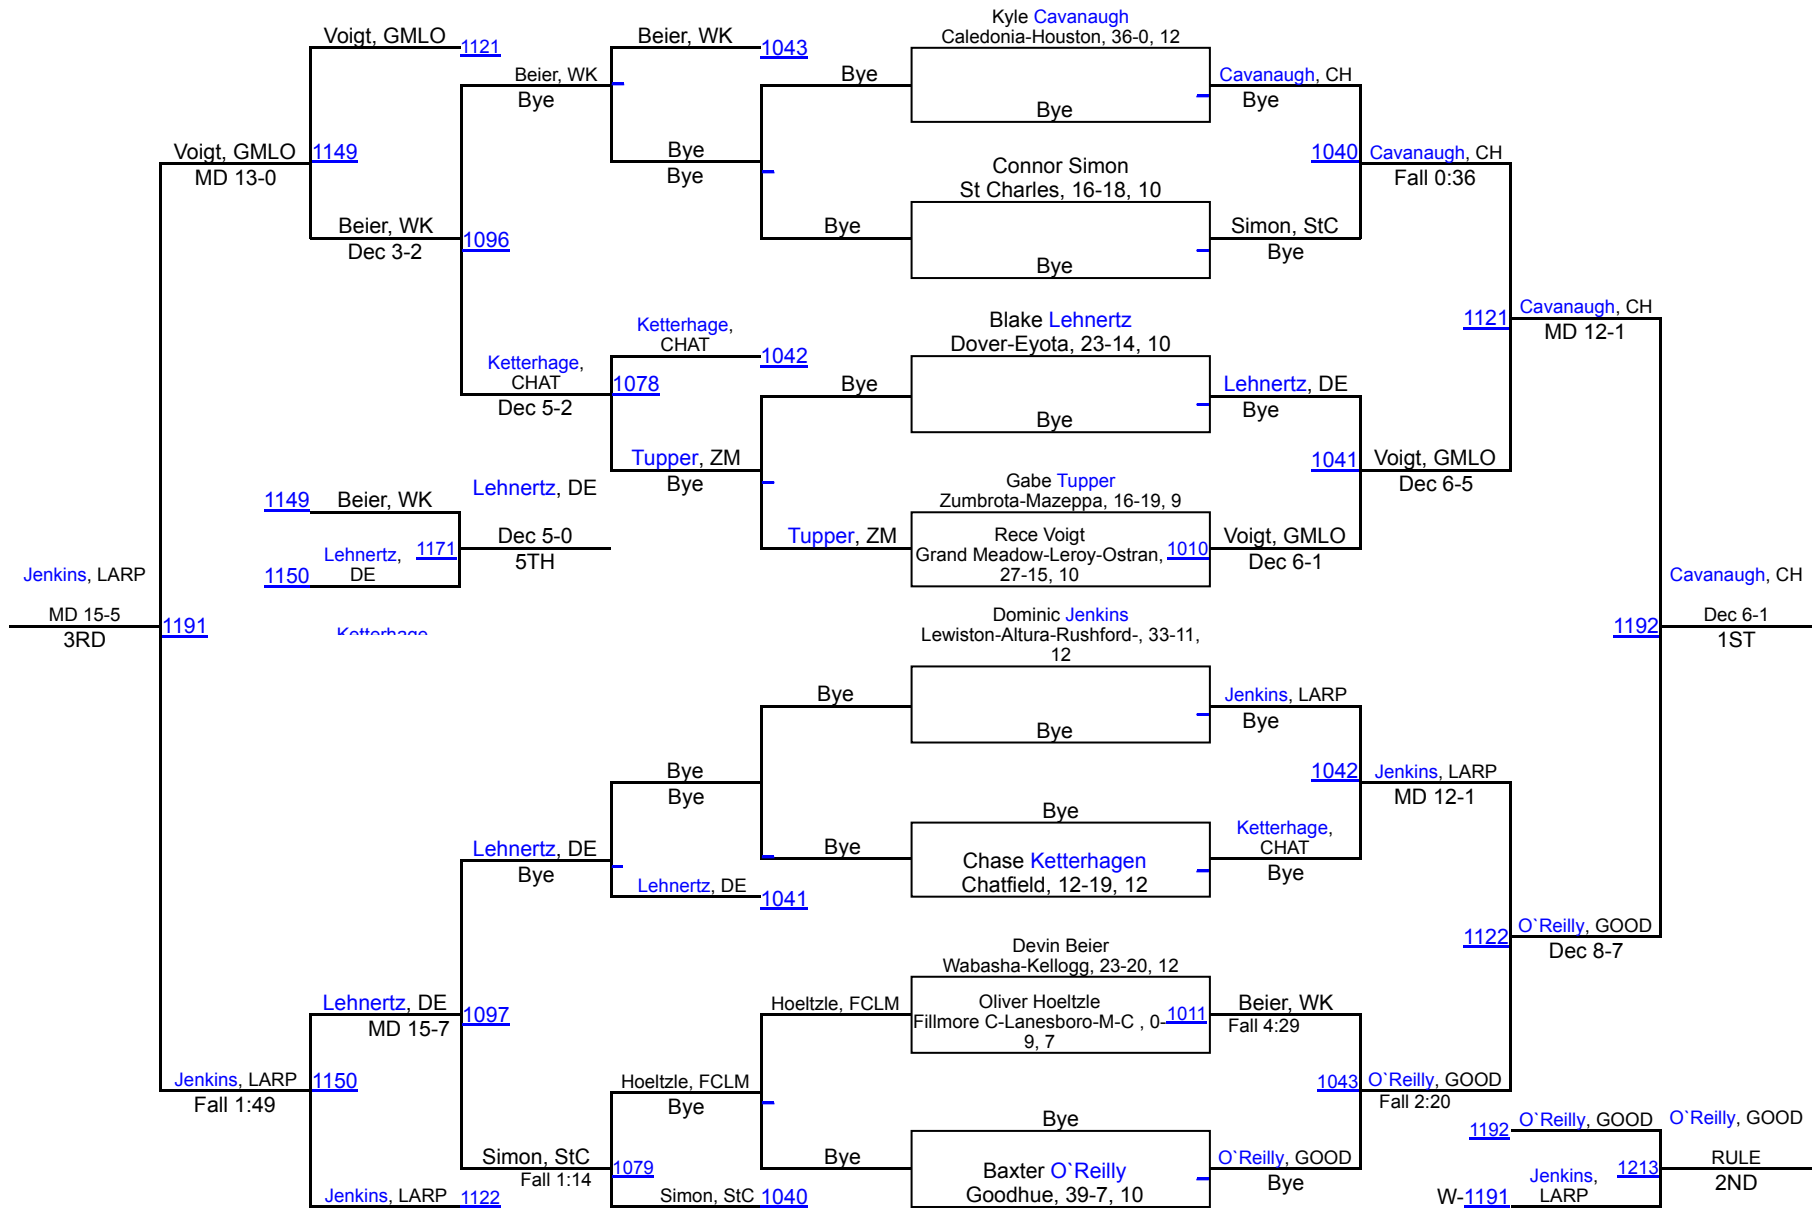 Kyle Cavanaugh
Voigt, GMLO 1121 Beier, WK 1043 Caledonia-Houston, 36-0, 12
Beier, WK Bye Cavanaugh, CH
Bye Bye Bye
Voigt, GMLO 1149 Bye 1040 Cavanaugh, CH
MD 13-0 Bye Connor Simon Fall 0:36
St Charles, 16-18, 10
Beier, WK 1096 Bye Simon, StC
Dec 3-2 Bye Bye
Ketterhage, Blake Lehnertz 1121 Cavanaugh, CH
CHAT 1042 Dover-Eyota, 23-14, 10 MD 12-1
Ketterhage,
CHAT 1078 Bye Lehnertz, DE
Dec 5-2 Bye Bye
Tupper, ZM 1041 Voigt, GMLO
Bye Gabe Tupper Dec 6-5
Lehnertz, DE Zumbrota-Mazeppa, 16-19, 9
1149 Beier, WK
Dec 5-0 Tupper, ZM Rece Voigt Voigt, GMLO
Lehnertz, 1171 5TH Grand Meadow-Leroy-Ostran, 1010 Dec 6-1
1150 DE 27-15, 10
Jenkins, LARP Cavanaugh, CH
MD 15-5 1191 Dominic Jenkins 1192 Dec 6-1
3RD Ketterhage Lewiston-Altura-Rushford-, 33-11, 1ST
12
Bye Jenkins, LARP
Bye Bye
Bye 1042 Jenkins, LARP
Bye Bye MD 12-1
Lehnertz, DE Bye Chase Ketterhagen Ketterhage,
Bye Chatfield, 12-19, 12 CHAT
Lehnertz, DE 1041 Bye
1122 O`Reilly, GOOD
Devin Beier Dec 8-7
Wabasha-Kellogg, 23-20, 12
Lehnertz, DE 1097 Hoeltzle, FCLM Oliver Hoeltzle Beier, WK
MD 15-7 Fillmore C-Lanesboro-M-C , 0- 1011 Fall 4:29
9, 7
Jenkins, LARP 1150 Hoeltzle, FCLM 1043 O`Reilly, GOOD
Fall 1:49 Bye Bye Fall 2:20
1192 O`Reilly, GOOD O`Reilly, GOOD
Simon, StC 1079 Bye Baxter O`Reilly O`Reilly, GOOD Jenkins, 1213 RULE
Fall 1:14 Goodhue, 39-7, 10 Bye LARP 2ND
Jenkins, LARP 1122 Simon, StC 1040 W-1191